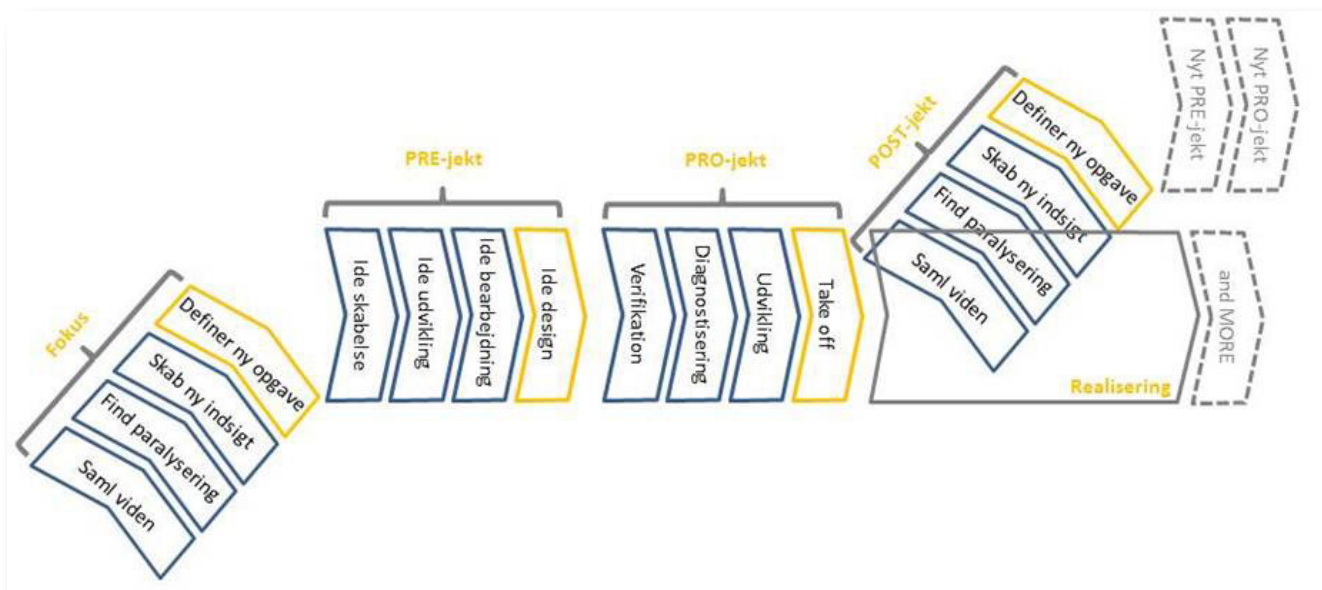 Fokus
Saml viden
Find paralysering
Skab ny indsigt
Definer ny opgave
PRE-jekt
Ide skabelse
Ide udvikling
Ide bearbejdning
Ide design
PRO-jekt
Verifikation
Diagnostisering
Udvikling
Take off
POST-jekt
Saml viden
Find paralysering
Skab ny indsigt
Definer ny opgave
Realisering
Nyt PRE-jekt
Nyt PRO-jekt
and MORE